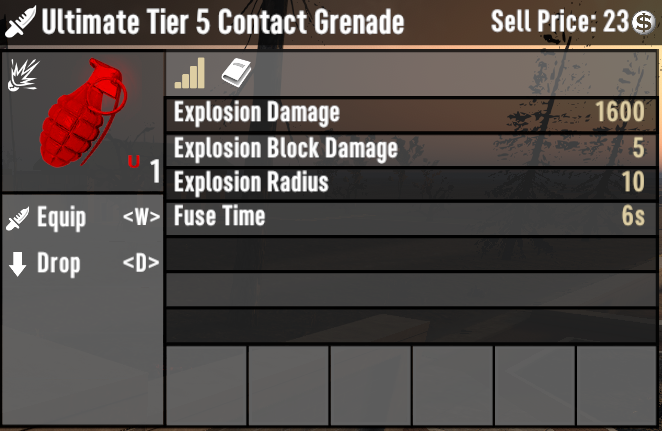 Ultimate Tier 5 Contact Grenade Sell Price: 23
U 1
Explosion Damage 1600
Explosion Block Damage 5
Explosion Radius 10
Fuse Time 6s
Equip <W>
Drop <D>